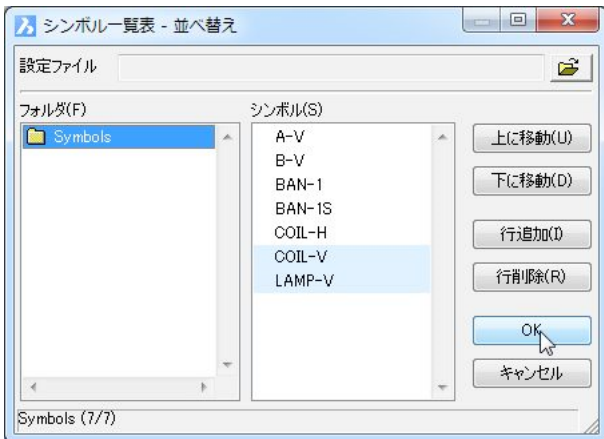 シンボル一覧表 - 並べ替え
設定ファイル
フォルダ(F)
シンボル(S)
Symbols
A-V
B-V
BAN-1
BAN-1S
COIL-H
COIL-V
LAMP-V
上に移動(U)
下に移動(D)
行追加(I)
行削除(R)
OK
キャンセル
Symbols (7/7)